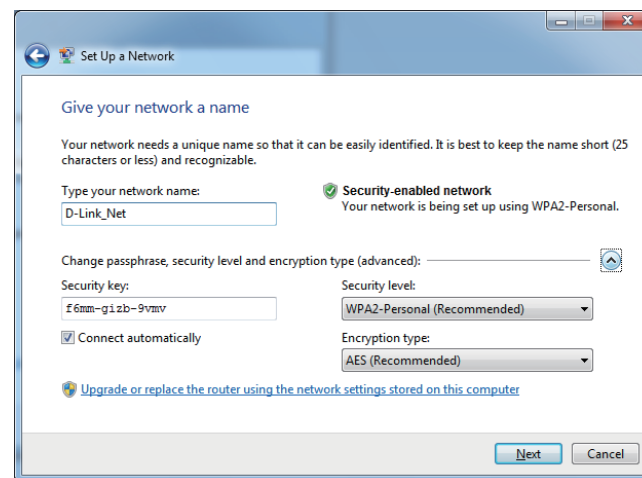 Set Up a Network
Give your network a name
Your network needs a unique name so that it can be easily identified. It is best to keep the name short (25
characters or less) and recognizable.
Type your network name:
D-Link_Net
Security-enabled network
Your network is being set up using WPA2-Personal.
Change passphrase, security level and encryption type (advanced):
Security key:
f6mm-gizb-9vmv
Security level:
WPA2-Personal (Recommended)
Connect automatically
Encryption type:
AES (Recommended)
Upgrade or replace the router using the network settings stored on this computer
Next
Cancel